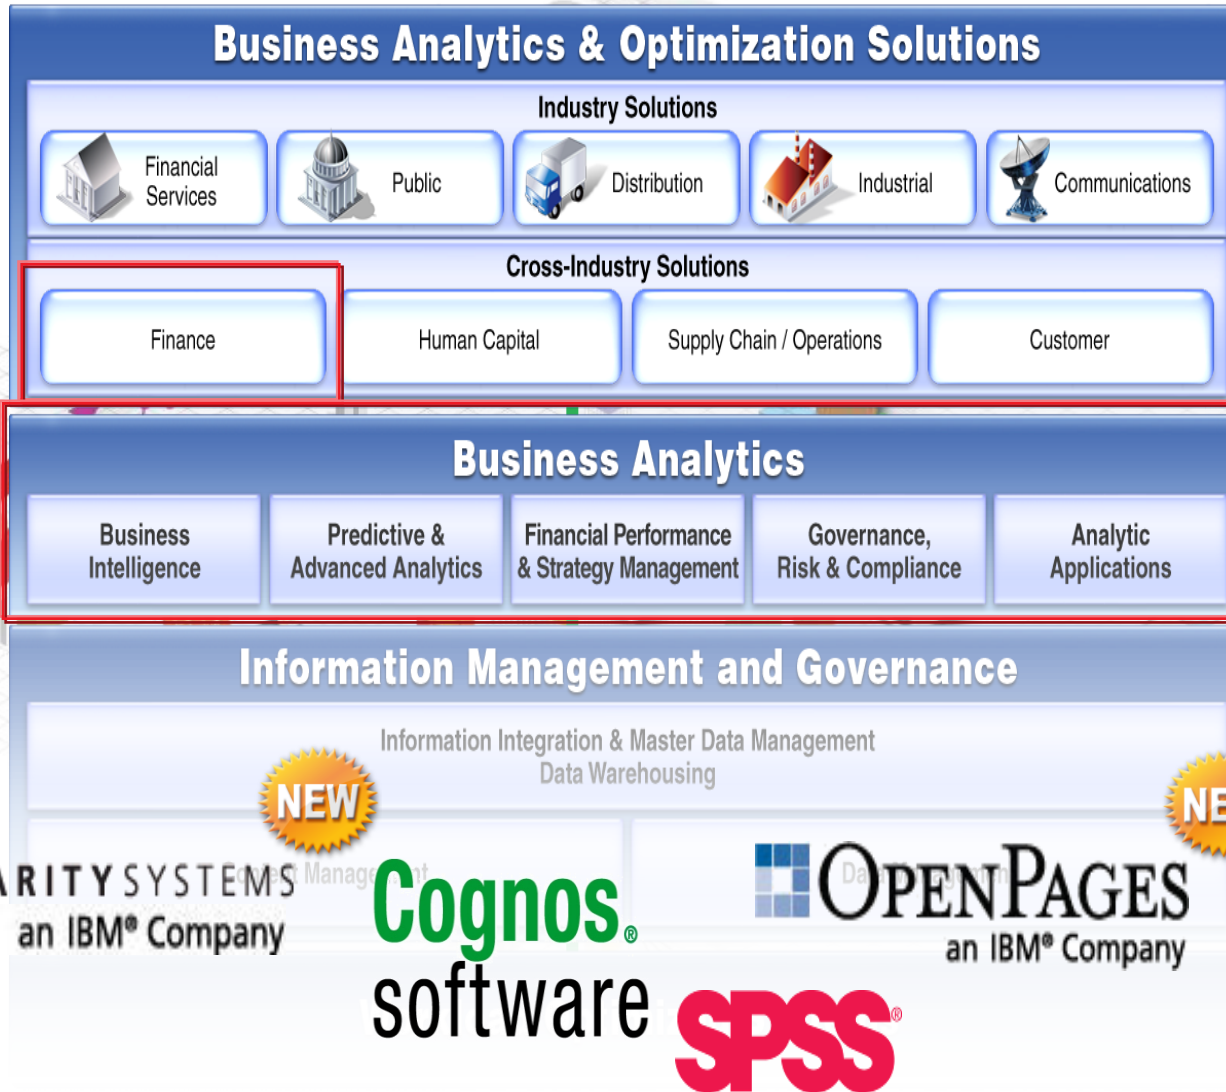 Business Analytics & Optimization Solutions
Industry Solutions
Financial
Services
Public
Distribution
Industrial
Communications
Cross-Industry Solutions
Finance
Human Capital
Supply Chain / Operations
Customer
Business Analytics
Business
Intelligence
Predictive &
Advanced Analytics
Financial Performance
& Strategy Management
Governance,
Risk & Compliance
Analytic
Applications
Information Management and Governance
Information Integration & Master Data Management
Data Warehousing
NEW
NE
ARITY SYSTEMS
an IBM® Company
Cognos®
software
OPENPAGES
an IBM® Company
SPSS®